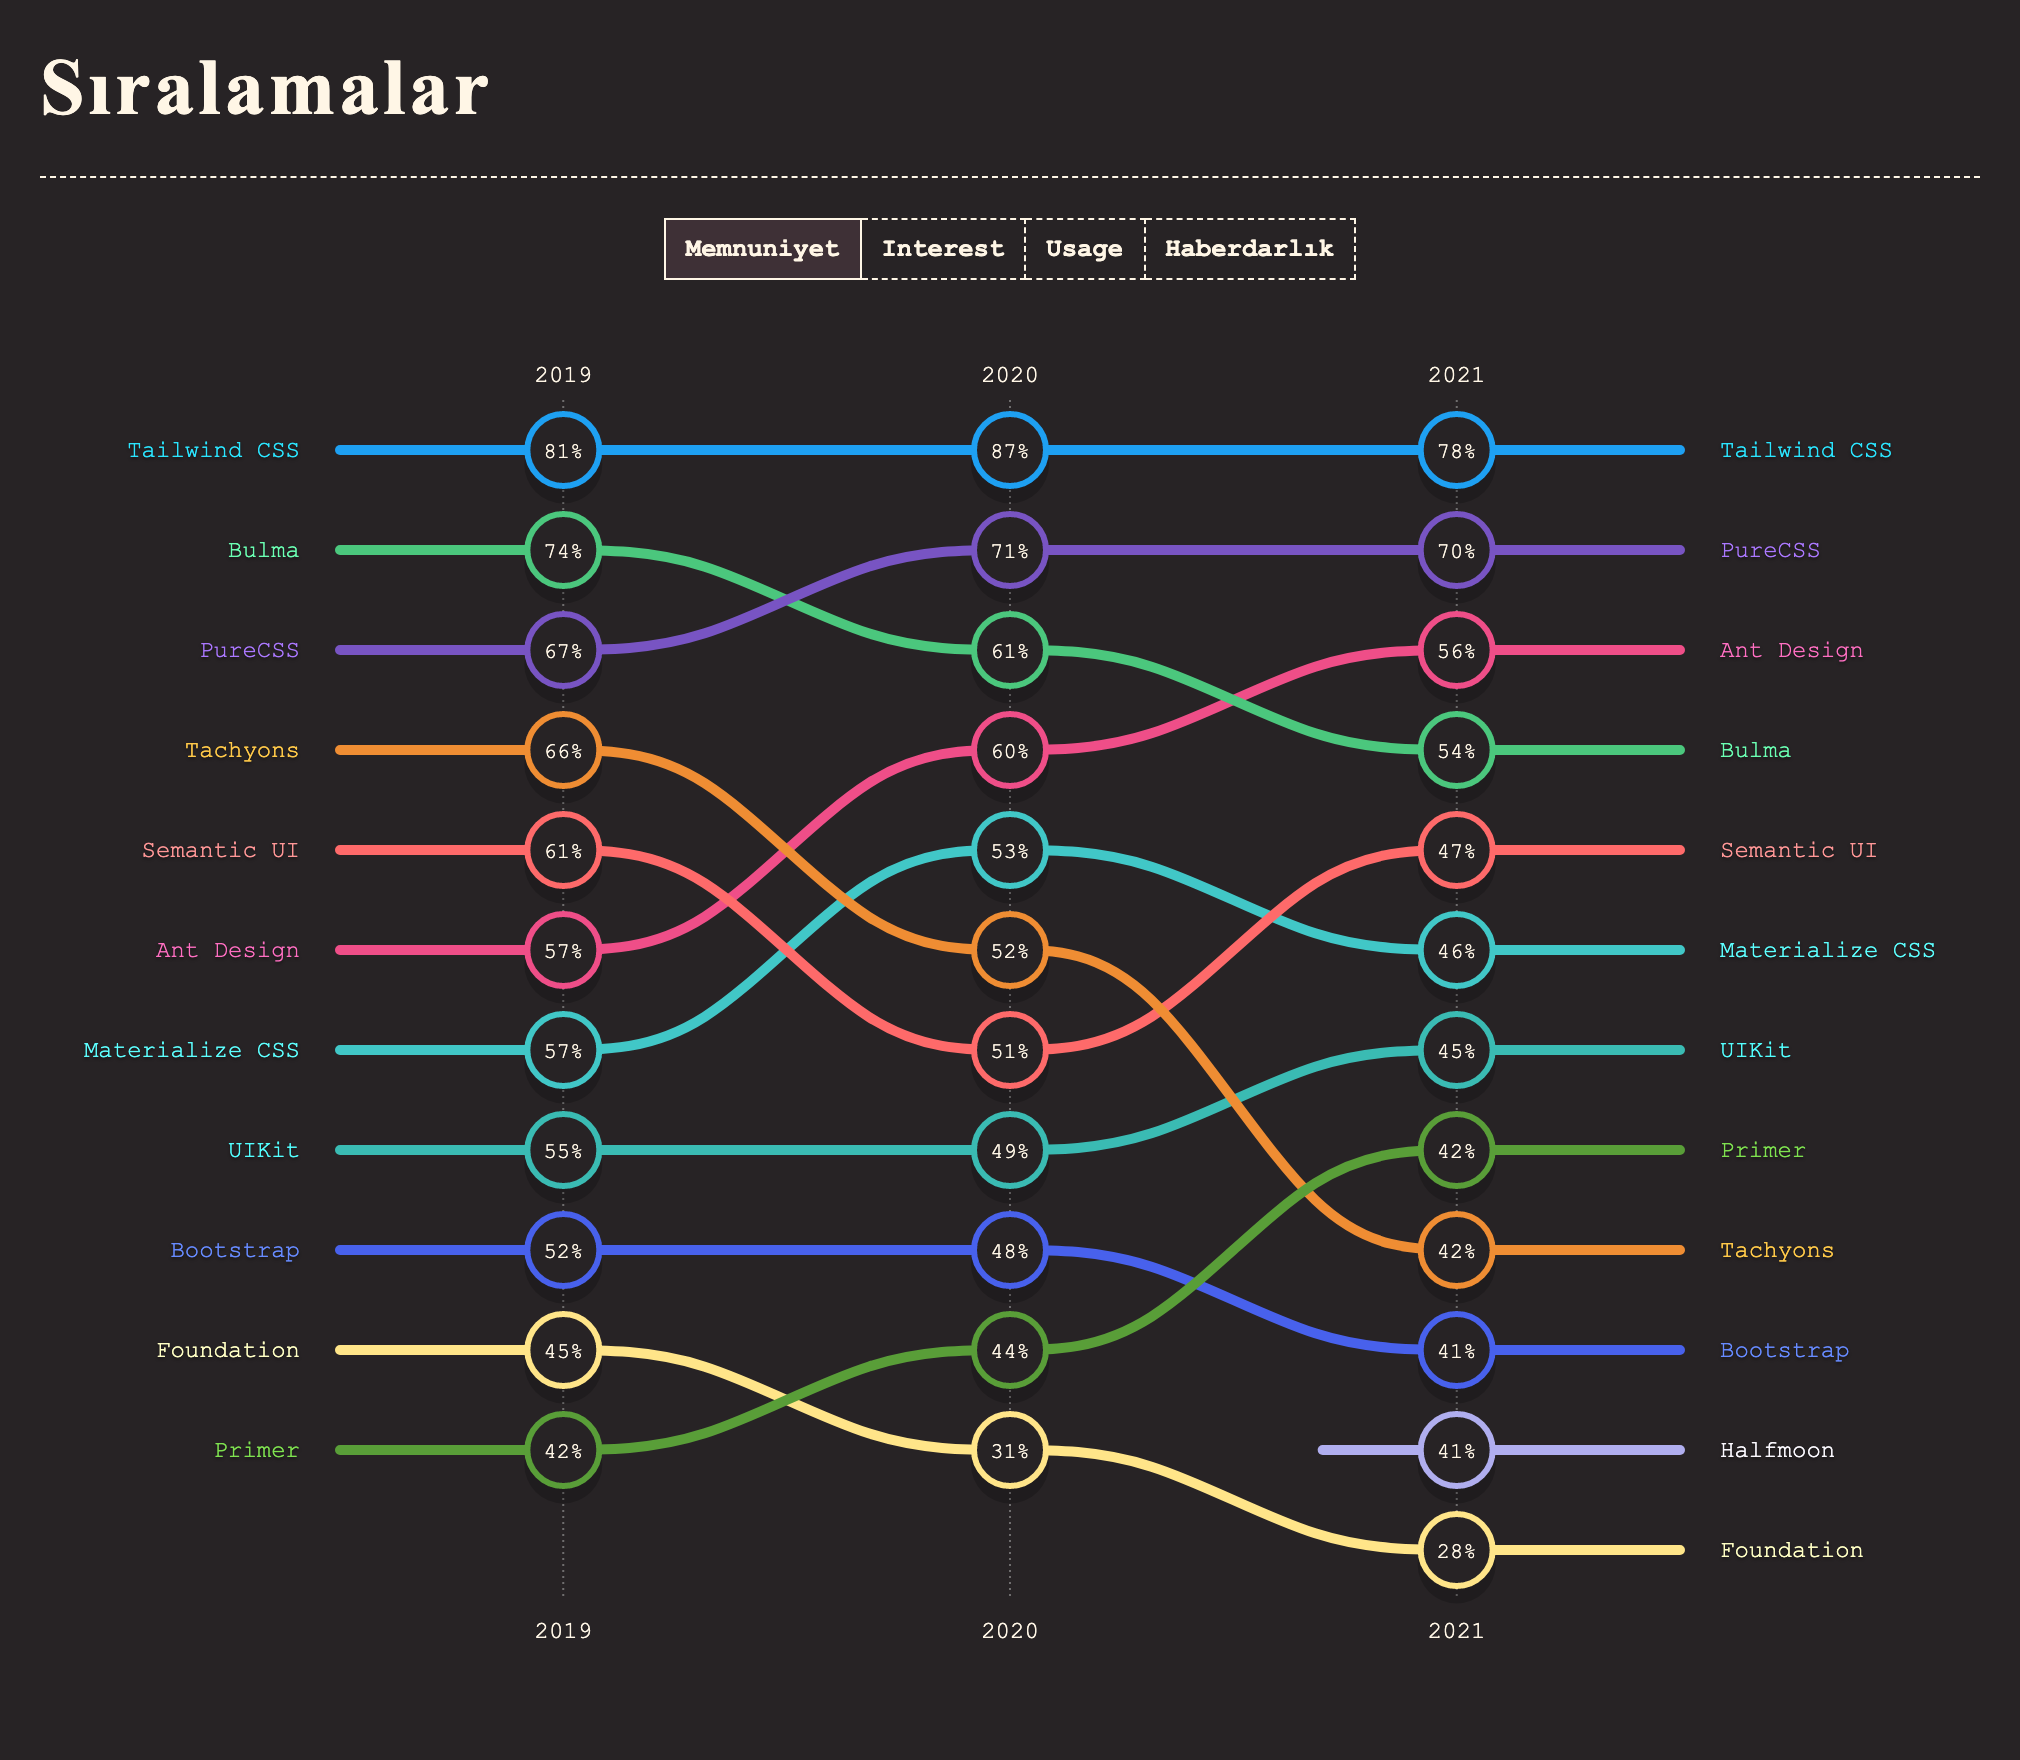 Sıralamalar
Memnuniyet Interest Usage Haberdarlık
2019 2020 2021
Tailwind CSS 81% 87% 78% Tailwind CSS
Bulma 74% 71% 70% PureCSS
PureCSS 67% 61% 56% Ant Design
Tachyons 66% 60% 54% Bulma
Semantic UI 61% 53% 47% Semantic UI
Ant Design 57% 52% 46% Materialize CSS
Materialize CSS 57% 51% 45% UIKit
UIKit 55% 49% 42% Primer
Bootstrap 52% 48% 42% Tachyons
Foundation 45% 44% 41% Bootstrap
Primer 42% 31% 41% Halfmoon
28% Foundation
2019 2020 2021